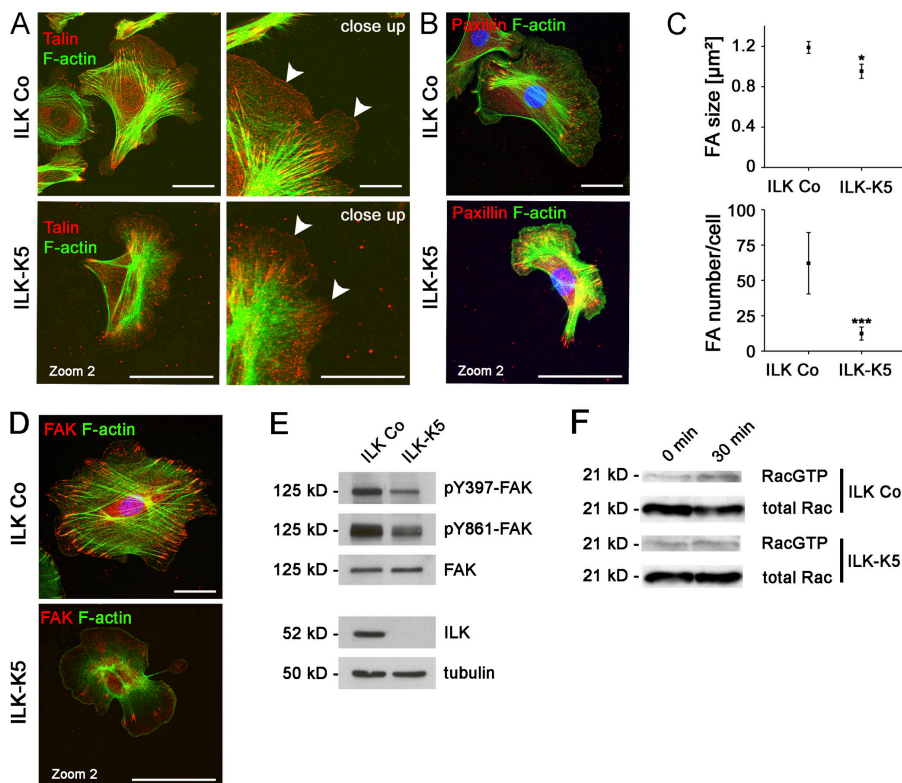 A
Talin
F-actin
close up
ILK Co
Talin
F-actin
close up
ILK-K5
Zoom 2
B
Paxillin F-actin
ILK Co
Paxillin F-actin
ILK-K5
Zoom 2
C
FA size [µm²]
1.2
0.8
0.4
0
*
ILK Co ILK-K5
FA number/cell
100
75
50
25
0
***
ILK Co ILK-K5
D
FAK F-actin
ILK Co
FAK F-actin
ILK-K5
Zoom 2
E
ILK Co ILK-K5
125 kD - pY397-FAK
125 kD - pY861-FAK
125 kD - FAK
52 kD - ILK
50 kD - tubulin
F
0 min 30 min
21 kD - RacGTP
21 kD - total Rac
ILK Co
21 kD - RacGTP
21 kD - total Rac
ILK-K5